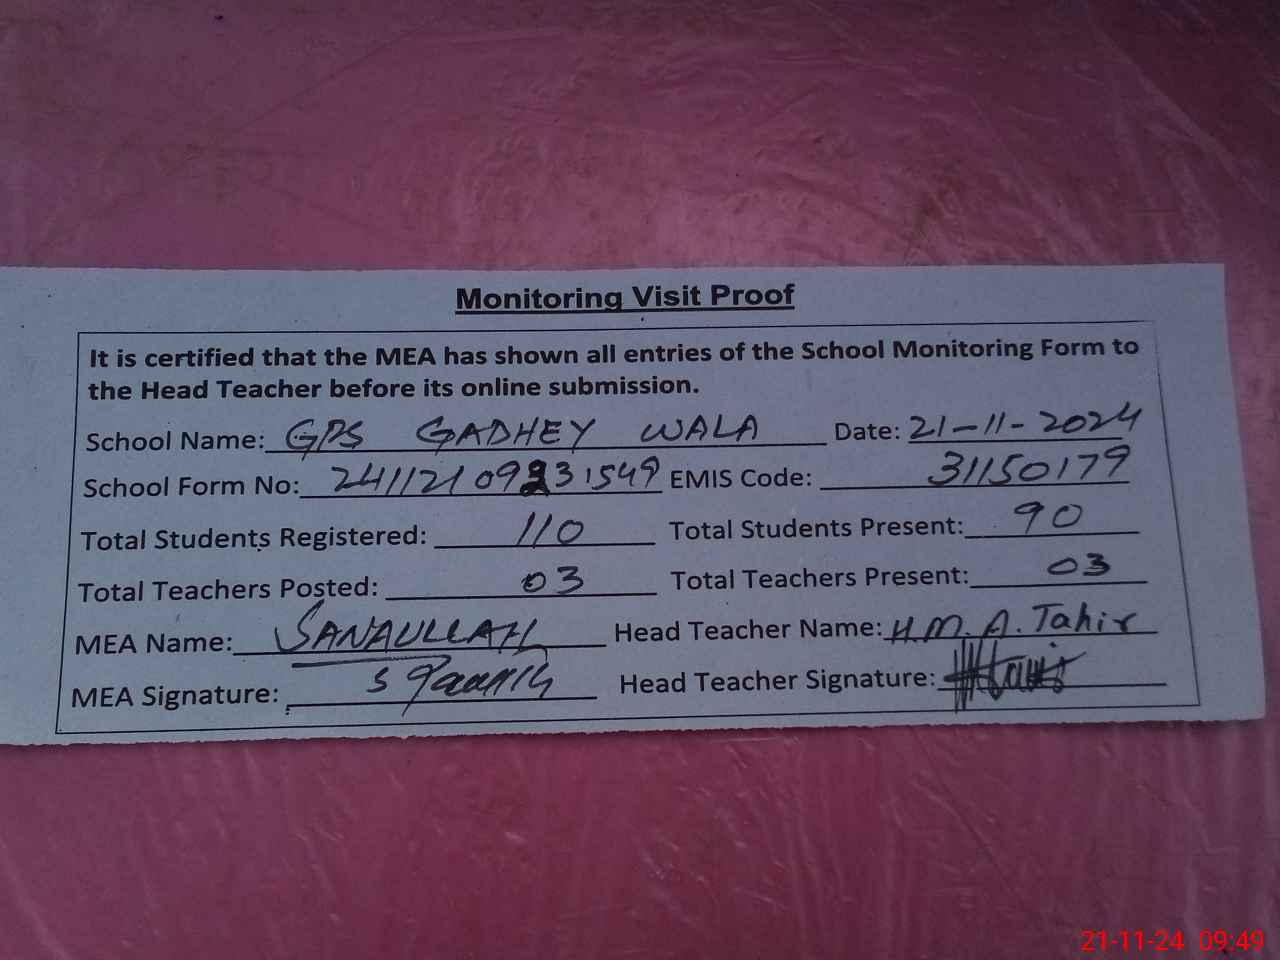 Monitoring Visit Proof
It is certified that the MEA has shown all entries of the School Monitoring Form to
the Head Teacher before its online submission.
School Name: GPS GADHEY WALA Date: 21-11-2024
School Form No: EMIS Code: 31150179
Total Students Registered: 110 Total Students Present: 90
Total Teachers Posted: 03 Total Teachers Present: 03
MEA Name: SANAULLAH Head Teacher Name: H.M.A. Tahir
MEA Signature: Head Teacher Signature:
21-11-24 09:49